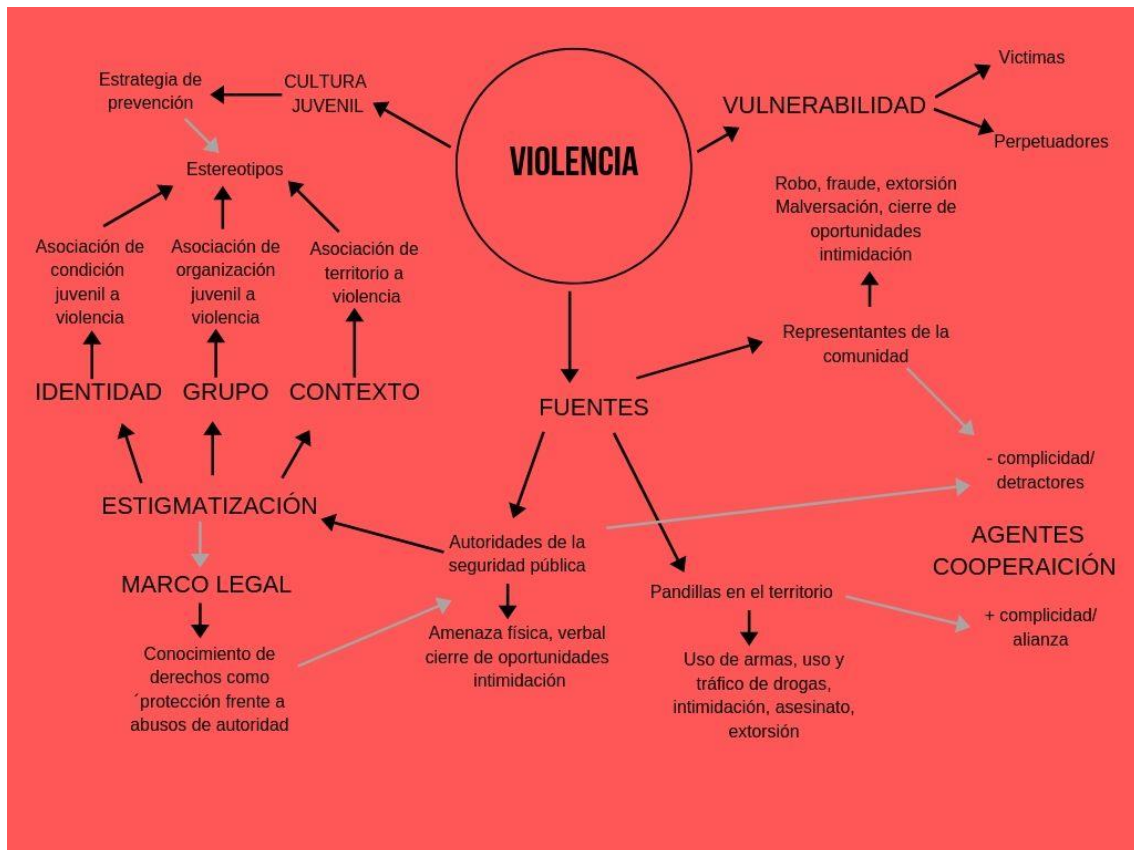 Estrategia de
prevención
CULTURA
JUVENIL
VIOLENCIA
VULNERABILIDAD
Victimas
Perpetuadores
Estereotipos
Robo, fraude, extorsión
Malversación, cierre de
oportunidades
intimidación
Asociación de
condición
juvenil a
violencia
Asociación de
organización
juvenil a
violencia
Asociación de
territorio a
violencia
Representantes de la
comunidad
IDENTIDAD
GRUPO
CONTEXTO
FUENTES
- complicidad/
detractores
ESTIGMATIZACIÓN
AGENTES
COOPERAICIÓN
Autoridades de la
seguridad pública
MARCO LEGAL
Pandillas en el territorio
+ complicidad/
alianza
Amenaza física, verbal
cierre de oportunidades
intimidación
Conocimiento de
derechos como
´protección frente a
abusos de autoridad
Uso de armas, uso y
tráfico de drogas,
intimidación, asesinato,
extorsión